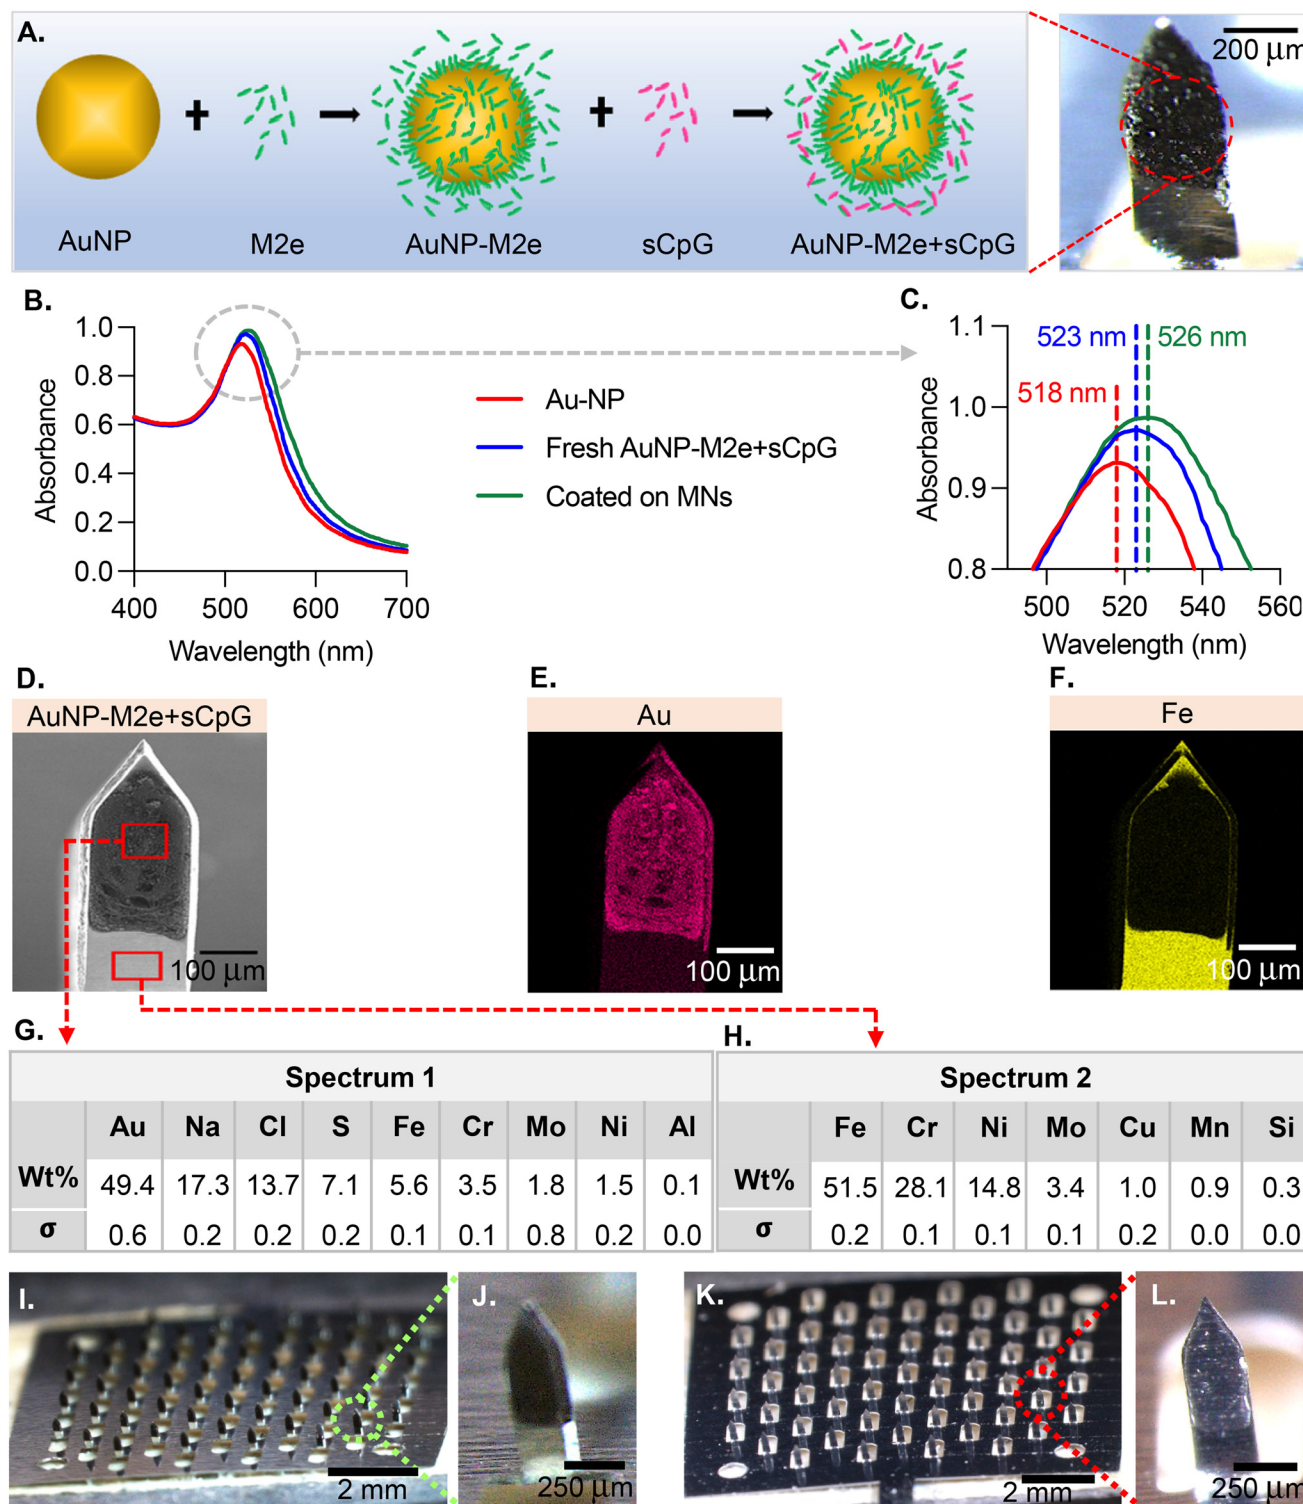 A.
200 μm
AuNP
M2e
AuNP-M2e
sCpG
AuNP-M2e+sCpG
B.
1.0
0.8
0.6
0.4
0.2
0.0
Absorbance
400 500 600 700
Wavelength (nm)
Au-NP
Fresh AuNP-M2e+sCpG
Coated on MNs
C.
1.1
1.0
0.9
0.8
Absorbance
523 nm
526 nm
518 nm
500 520 540 560
Wavelength (nm)
D.
AuNP-M2e+sCpG
100 μm
E.
Au
100 μm
F.
Fe
100 μm
G.
Spectrum 1
Au Na Cl S Fe Cr Mo Ni Al
Wt% 49.4 17.3 13.7 7.1 5.6 3.5 1.8 1.5 0.1
σ 0.6 0.2 0.2 0.2 0.1 0.1 0.8 0.2 0.0
H.
Spectrum 2
Fe Cr Ni Mo Cu Mn Si
Wt% 51.5 28.1 14.8 3.4 1.0 0.9 0.3
σ 0.2 0.1 0.1 0.1 0.2 0.0 0.0
I.
2 mm
J.
250 μm
K.
2 mm
L.
250 μm